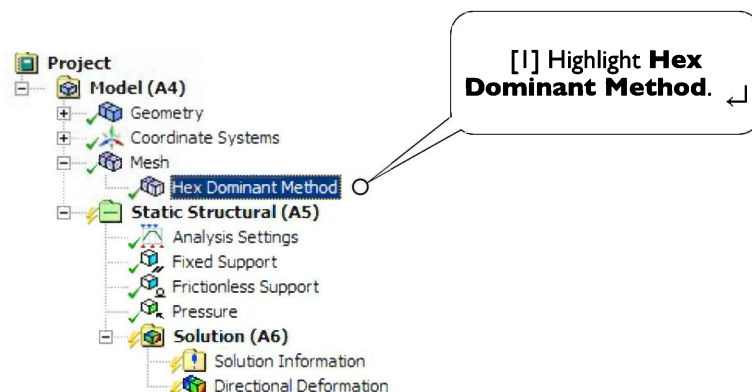 [1] Highlight Hex
Dominant Method.
Project
Model (A4)
Geometry
Coordinate Systems
Mesh
Hex Dominant Method
Static Structural (A5)
Analysis Settings
Fixed Support
Frictionless Support
Pressure
Solution (A6)
Solution Information
Directional Deformation